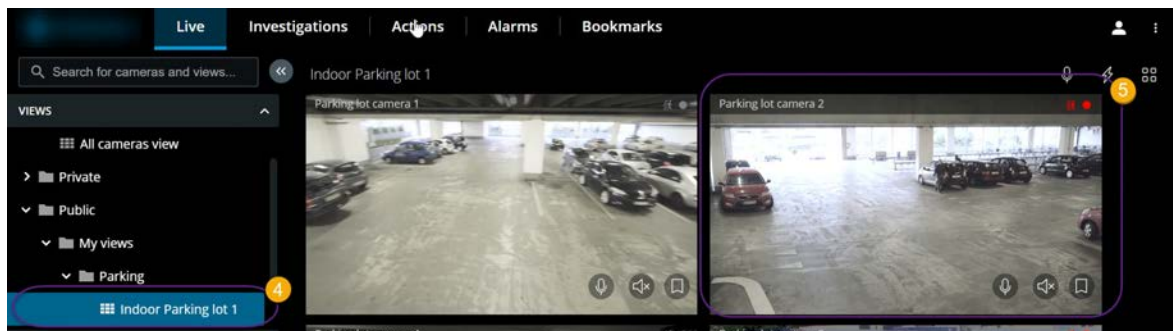 Live Investigations Actions Alarms Bookmarks
Search for cameras and views...
Indoor Parking lot 1
5
VIEWS
Parking lot camera 1
Parking lot camera 2
All cameras view
Private
Public
My views
Parking
4
Indoor Parking lot 1